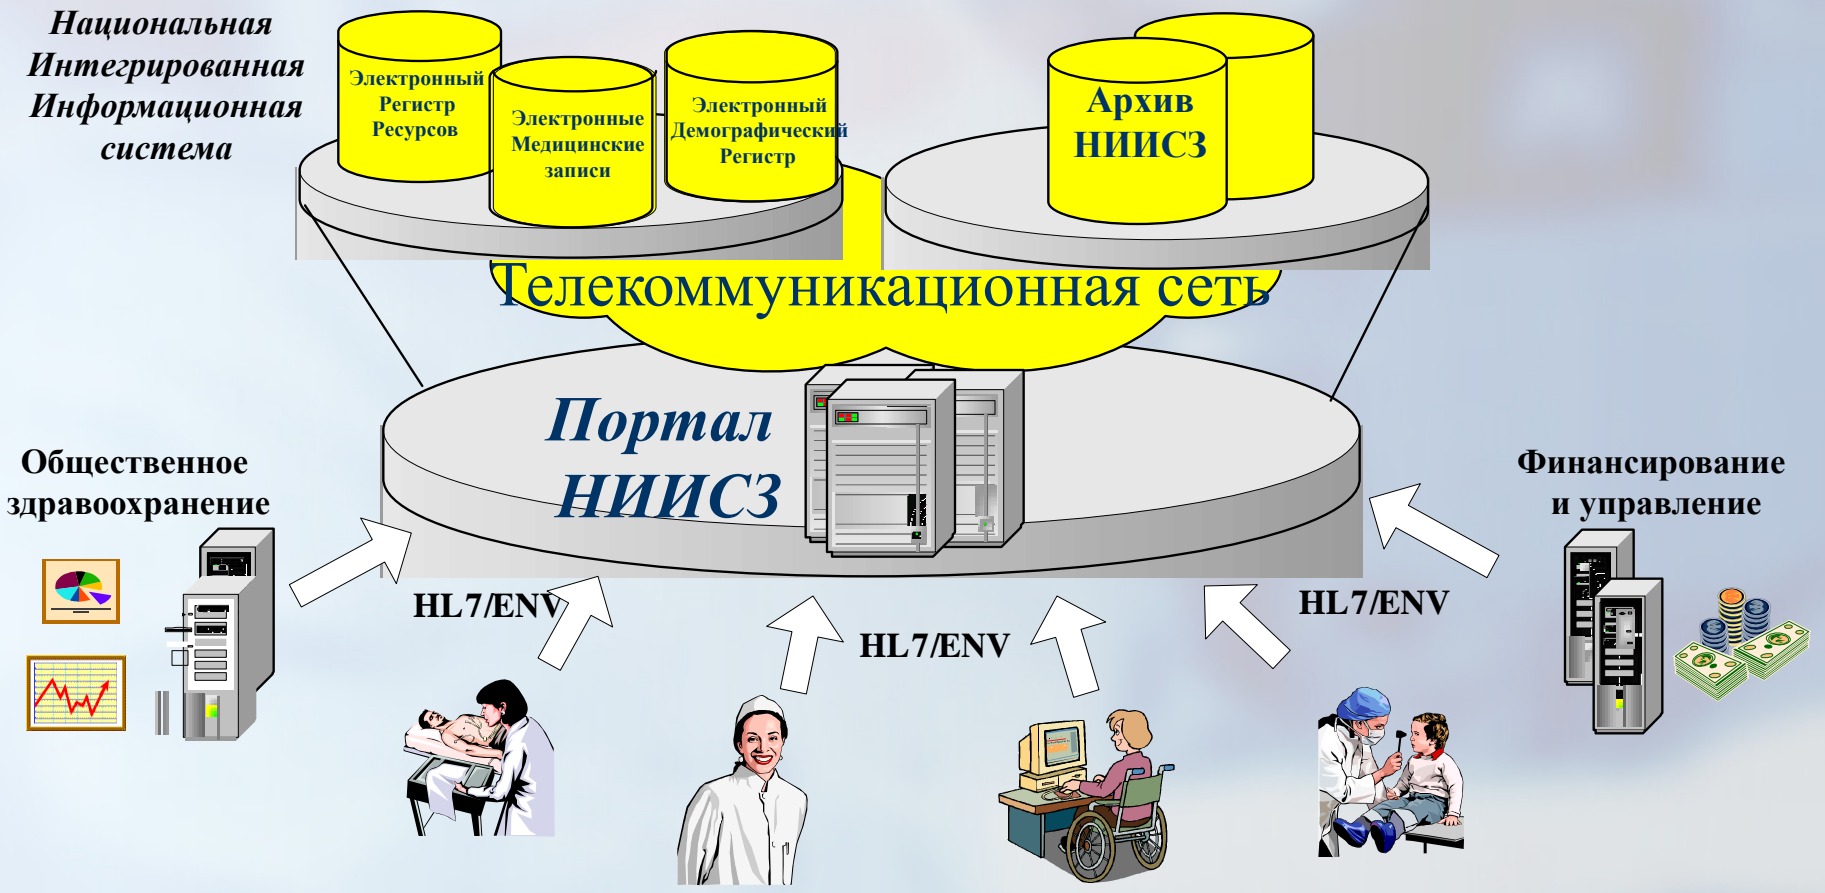 Национальная
Интегрированная
Информационная
система
Электронный
Регистр
Ресурсов
Электронные
Медицинские
записи
Электронный
Демографический
Регистр
Архив
НИИСЗ
Телекоммуникационная сеть
Портал
НИИСЗ
Общественное
здравоохранение
Финансирование
и управление
HL7/ENV
HL7/ENV
HL7/ENV